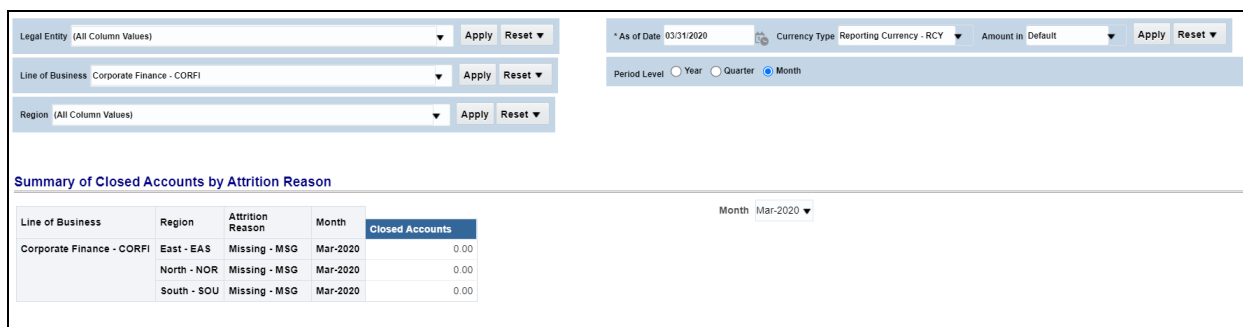 Legal Entity (All Column Values) Apply Reset
* As of Date 03/31/2020 Currency Type Reporting Currency - RCY Amount in Default Apply Reset
Line of Business Corporate Finance - CORFI Apply Reset
Period Level Year Quarter Month
Region (All Column Values) Apply Reset
Summary of Closed Accounts by Attrition Reason
Month Mar-2020
Line of Business Region Attrition Reason Month Closed Accounts
Corporate Finance - CORFI East - EAS Missing - MSG Mar-2020 0.00
North - NOR Missing - MSG Mar-2020 0.00
South - SOU Missing - MSG Mar-2020 0.00